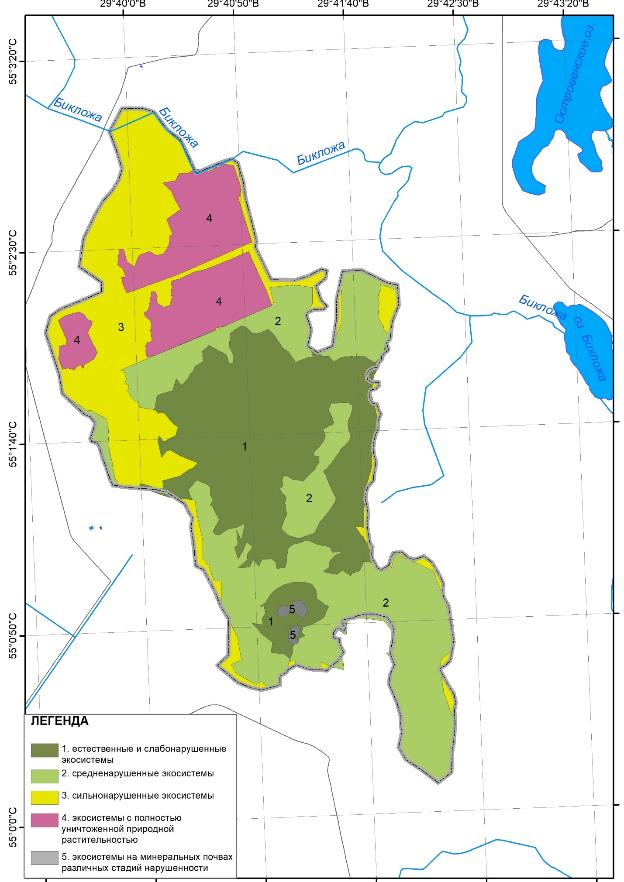 29°40'0"В
29°40'50"В
29°41'40"В
29°42'30"В
29°43'20"В
55°3'20"С
55°2'30"С
55°1'40"С
55°0'50"С
55°0'0"С
Островенское оз.
Бикложа
Бикложа
Бикложа
Бикложа
оз. Бикложа
4
4
4
3
2
1
2
2
5
1
5
ЛЕГЕНДА
1. естественные и слабонарушенные
экосистемы
2. средненарушенные экосистемы
3. сильнонарушенные экосистемы
4. экосистемы с полностью
уничтоженной природной
растительностью
5. экосистемы на минеральных почвах
различных стадий нарушенности